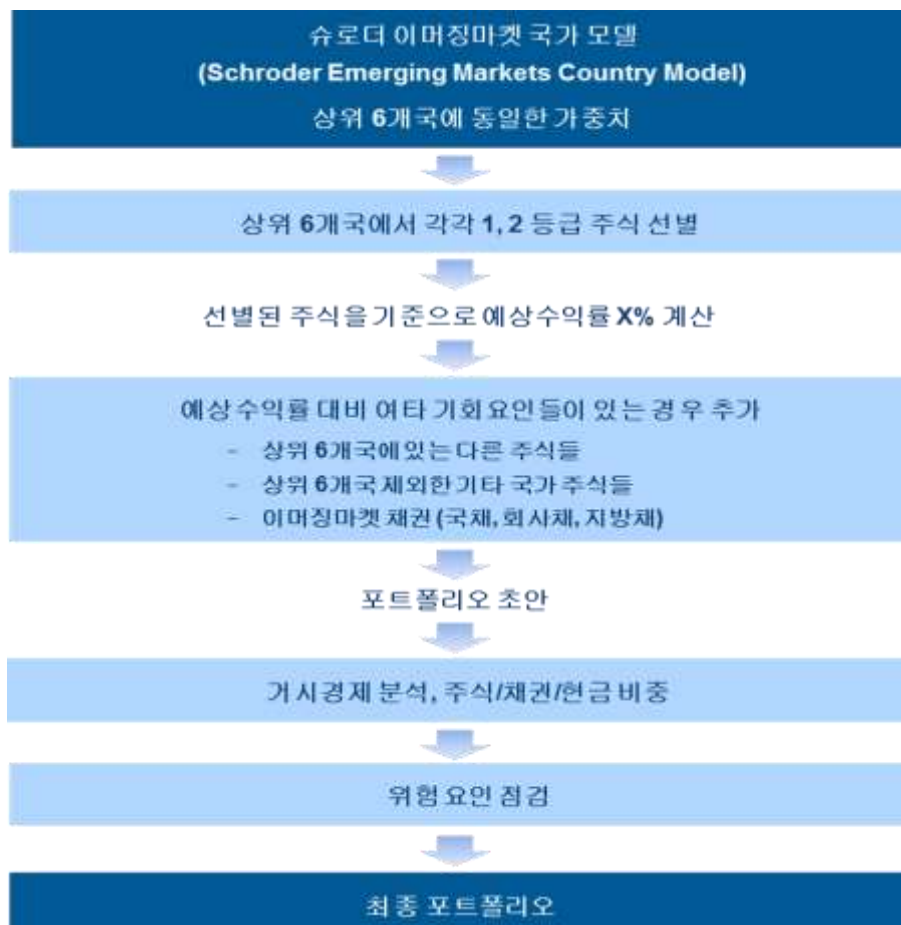 슈로더 이머징마켓 국가 모델
(Schroder Emerging Markets Country Model)
상위 6개국에 동일한 가중치
상위 6개국에서 각각 1, 2 등급 주식 선별
선별된 주식을 기준으로 예상수익률 X% 계산
예상 수익률 대비 여타 기회요인들이 있는 경우 추가
- 상위 6개국에 있는 다른 주식들
- 상위 6개국 제외한 기타 국가 주식들
- 이머징마켓 채권 (국채, 회사채, 지방채)
포트폴리오 초안
거시경제 분석, 주식/채권/현금 비중
위험 요인 점검
최종 포트폴리오